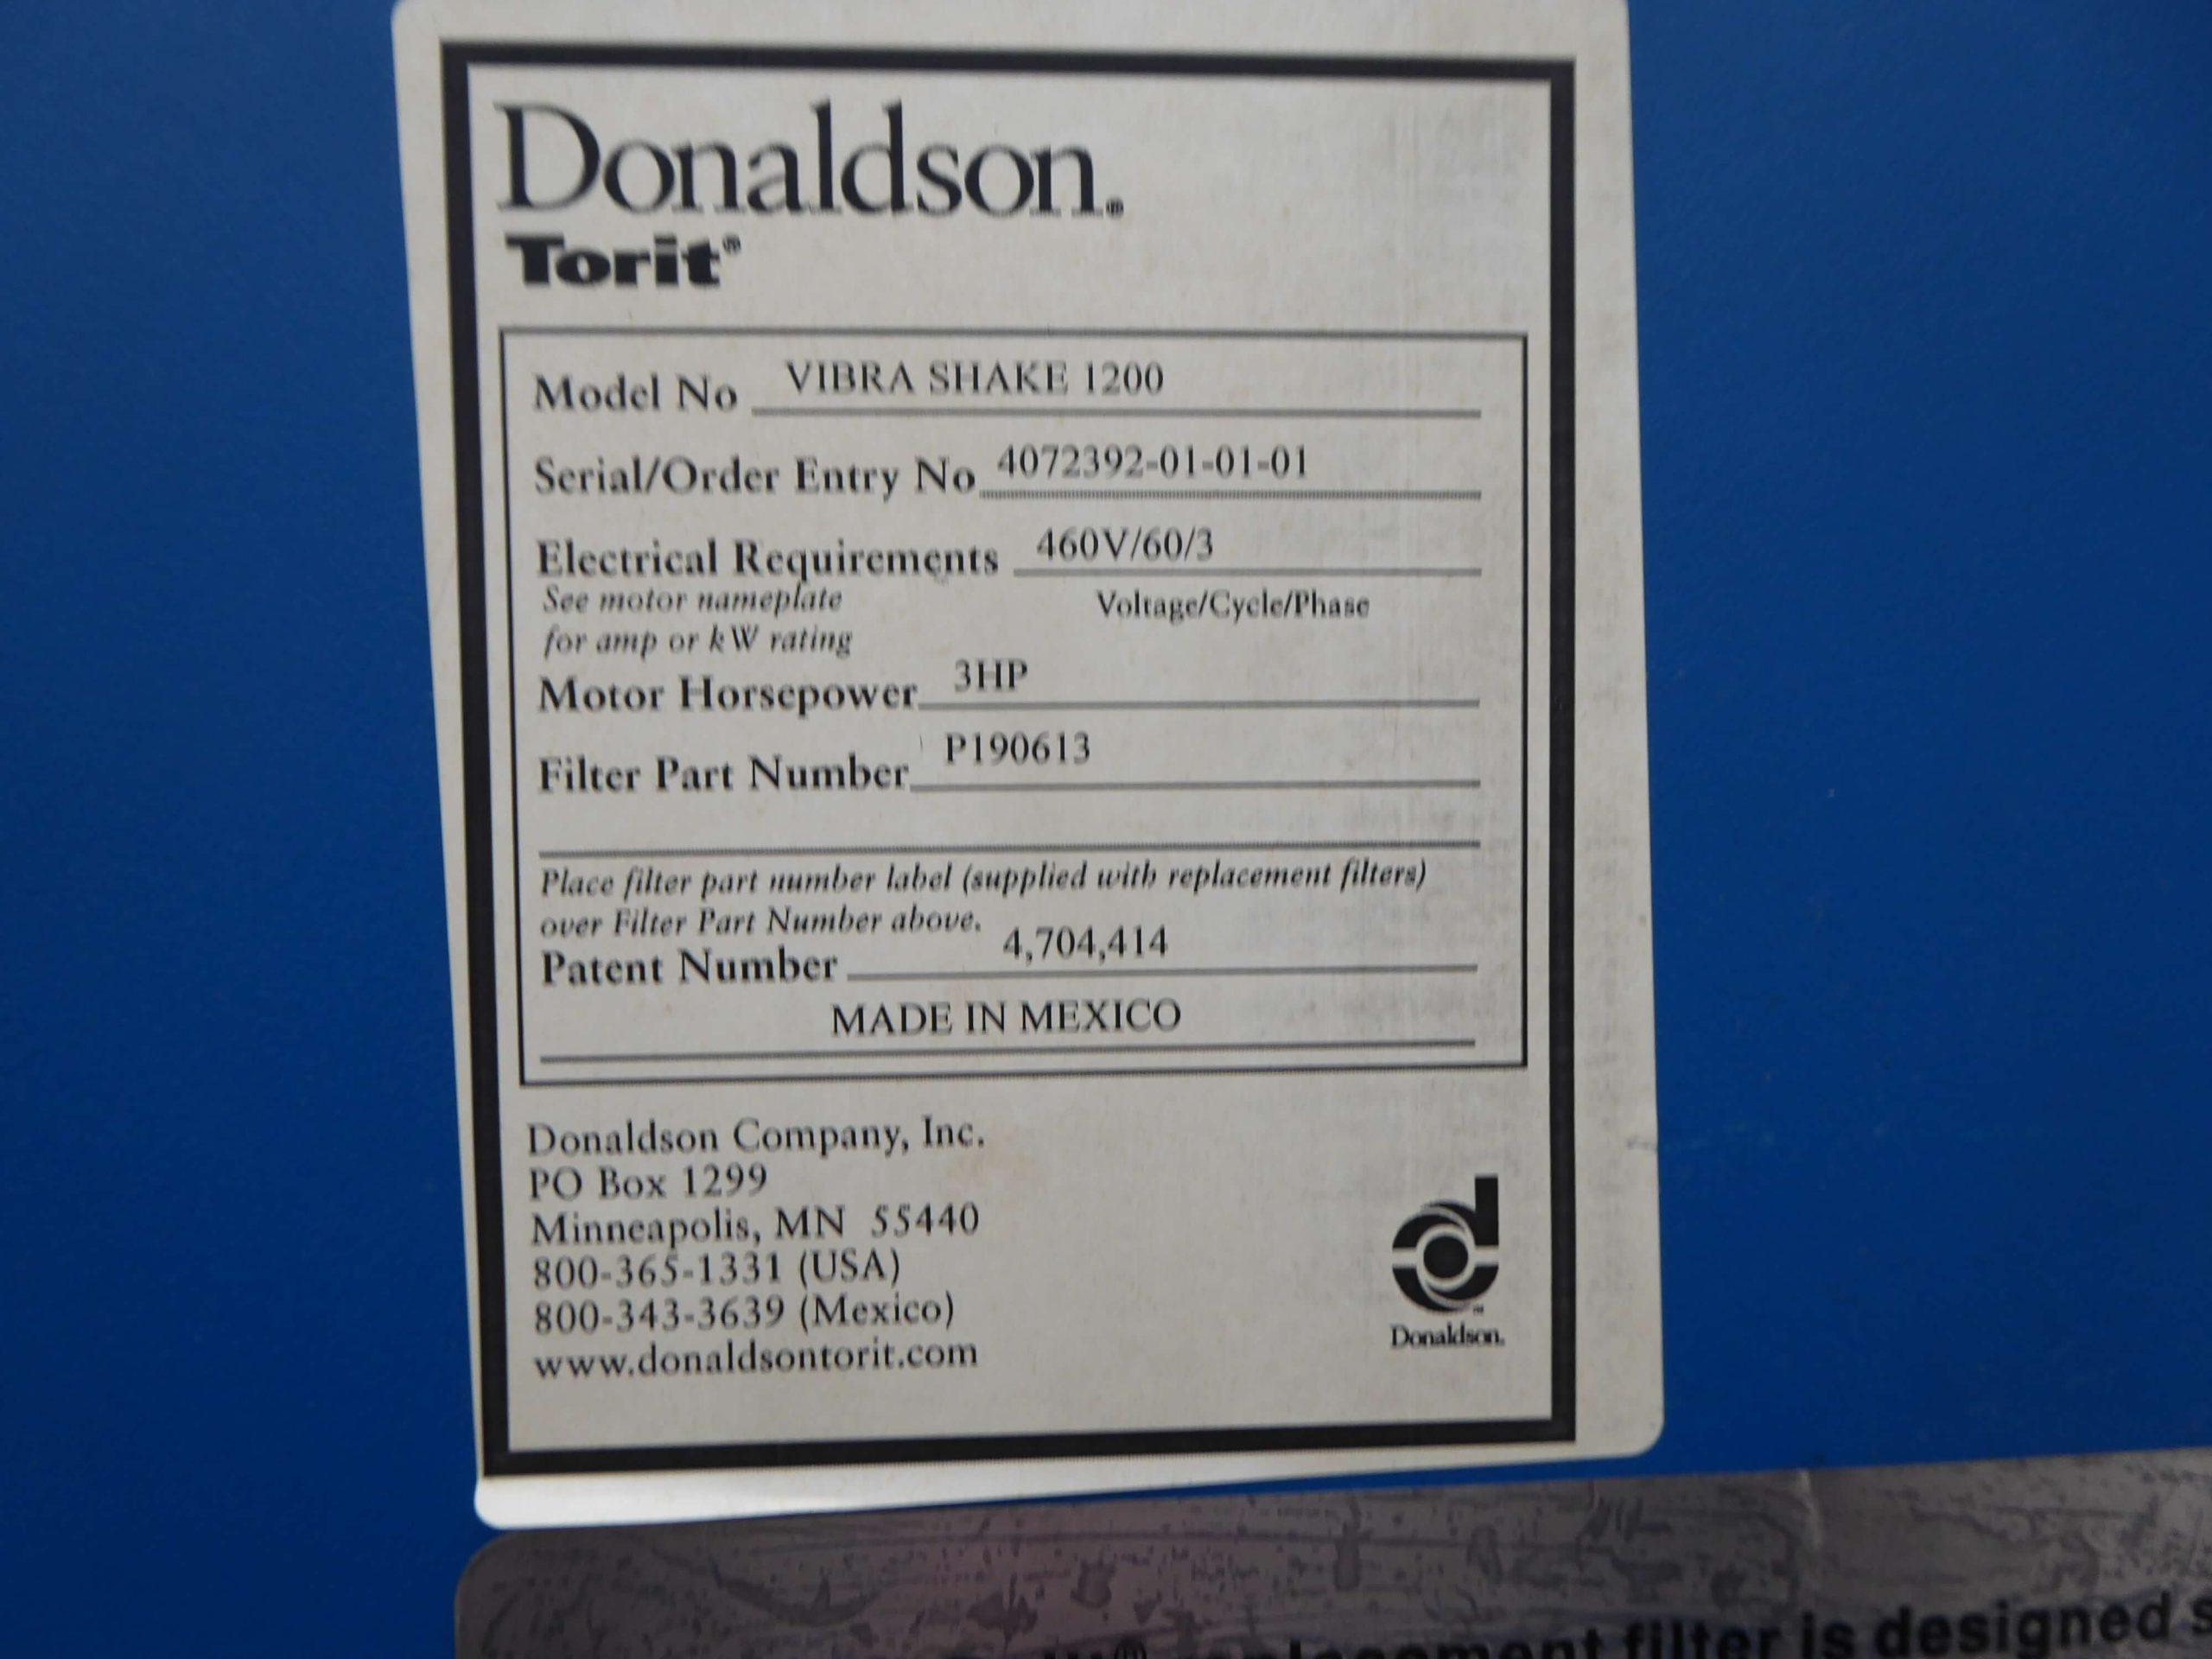 Donaldson.®
Torit®
Model No VIBRA SHAKE 1200
Serial/Order Entry No 4072392-01-01-01
Electrical Requirements 460V/60/3
See motor nameplate Voltage/Cycle/Phase
for amp or kW rating
Motor Horsepower 3HP
Filter Part Number P190613
Place filter part number label (supplied with replacement filters)
over Filter Part Number above.
Patent Number 4,704,414
MADE IN MEXICO
Donaldson Company, Inc.
PO Box 1299
Minneapolis, MN 55440
800-365-1331 (USA)
800-343-3639 (Mexico)
www.donaldsontorit.com
Donaldson.
replacement filter is designed